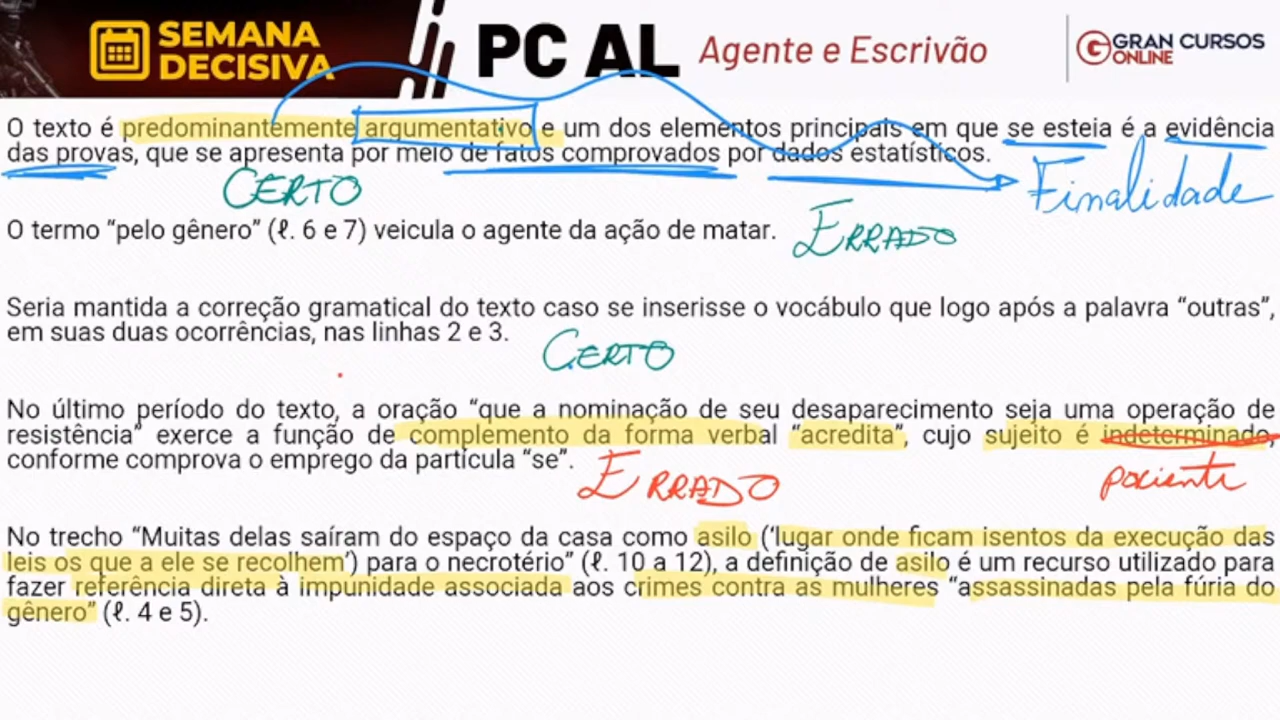 SEMANA
DECISIVA
PC AL Agente e Escrivão
GRAN CURSOS
ONLINE
O texto é predominantemente argumentativo e um dos elementos principais em que se esteia é a evidência
das provas, que se apresenta por meio de fatos comprovados por dados estatísticos.
CERTO
Finalidade
O termo “pelo gênero” (ℓ. 6 e 7) veicula o agente da ação de matar.
ERRADO
Seria mantida a correção gramatical do texto caso se inserisse o vocábulo que logo após a palavra “outras”,
em suas duas ocorrências, nas linhas 2 e 3.
CERTO
No último período do texto, a oração “que a nominação de seu desaparecimento seja uma operação de
resistência” exerce a função de complemento da forma verbal “acredita”, cujo sujeito é indeterminado,
conforme comprova o emprego da partícula “se”.
ERRADO
paciente
No trecho “Muitas delas saíram do espaço da casa como asilo (‘lugar onde ficam isentos da execução das
leis os que a ele se recolhem’) para o necrotério” (ℓ. 10 a 12), a definição de asilo é um recurso utilizado para
fazer referência direta à impunidade associada aos crimes contra as mulheres “assassinadas pela fúria do
gênero” (ℓ. 4 e 5).